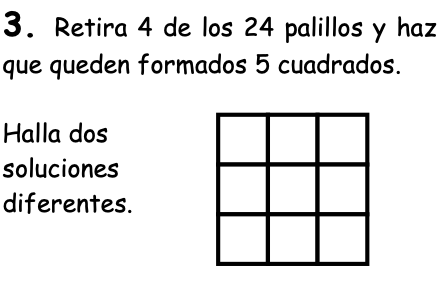 3. Retira 4 de los 24 palillos y haz
que queden formados 5 cuadrados.
Halla dos
soluciones
diferentes.